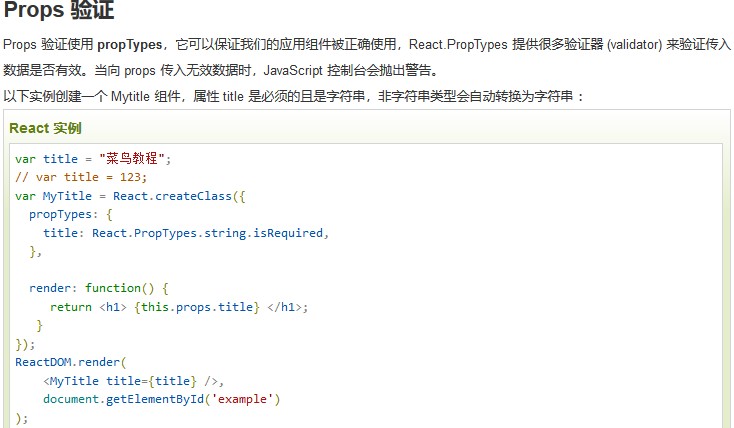 Props 验证
Props 验证使用 propTypes，它可以保证我们的应用组件被正确使用，React.PropTypes 提供很多验证器 (validator) 来验证传入
数据是否有效。当向 props 传入无效数据时，JavaScript 控制台会抛出警告。
以下实例创建一个 Mytitle 组件，属性 title 是必须的且是字符串，非字符串类型会自动转换为字符串 ：
React 实例
var title = "菜鸟教程";
// var title = 123;
var MyTitle = React.createClass({
  propTypes: {
    title: React.PropTypes.string.isRequired,
  },
  render: function() {
     return <h1> {this.props.title} </h1>;
   }
});
ReactDOM.render(
    <MyTitle title={title} />,
    document.getElementById('example')
);